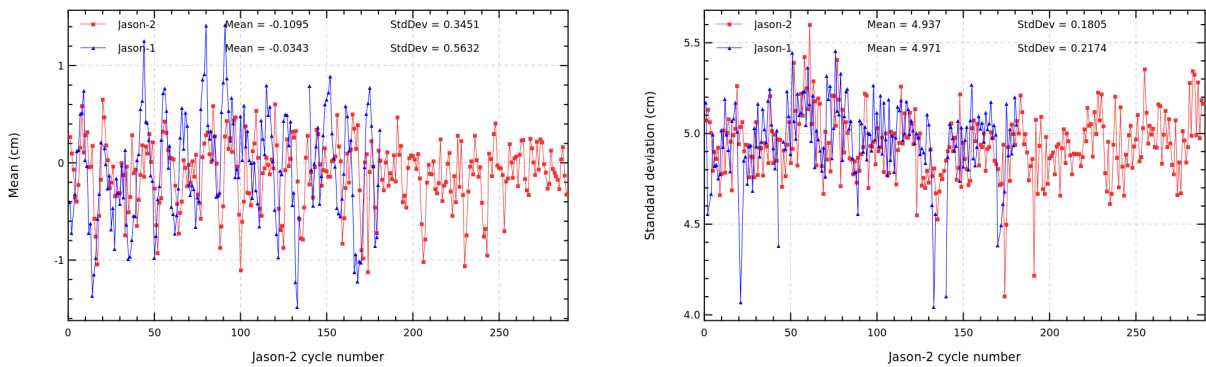 Jason-2 Mean = -0.1095 StdDev = 0.3451
Jason-1 Mean = -0.0343 StdDev = 0.5632
1
0
-1
Mean (cm)
0 50 100 150 200 250
Jason-2 cycle number
Jason-2 Mean = 4.937 StdDev = 0.1805
Jason-1 Mean = 4.971 StdDev = 0.2174
5.5
5.0
4.5
4.0
Standard deviation (cm)
0 50 100 150 200 250
Jason-2 cycle number